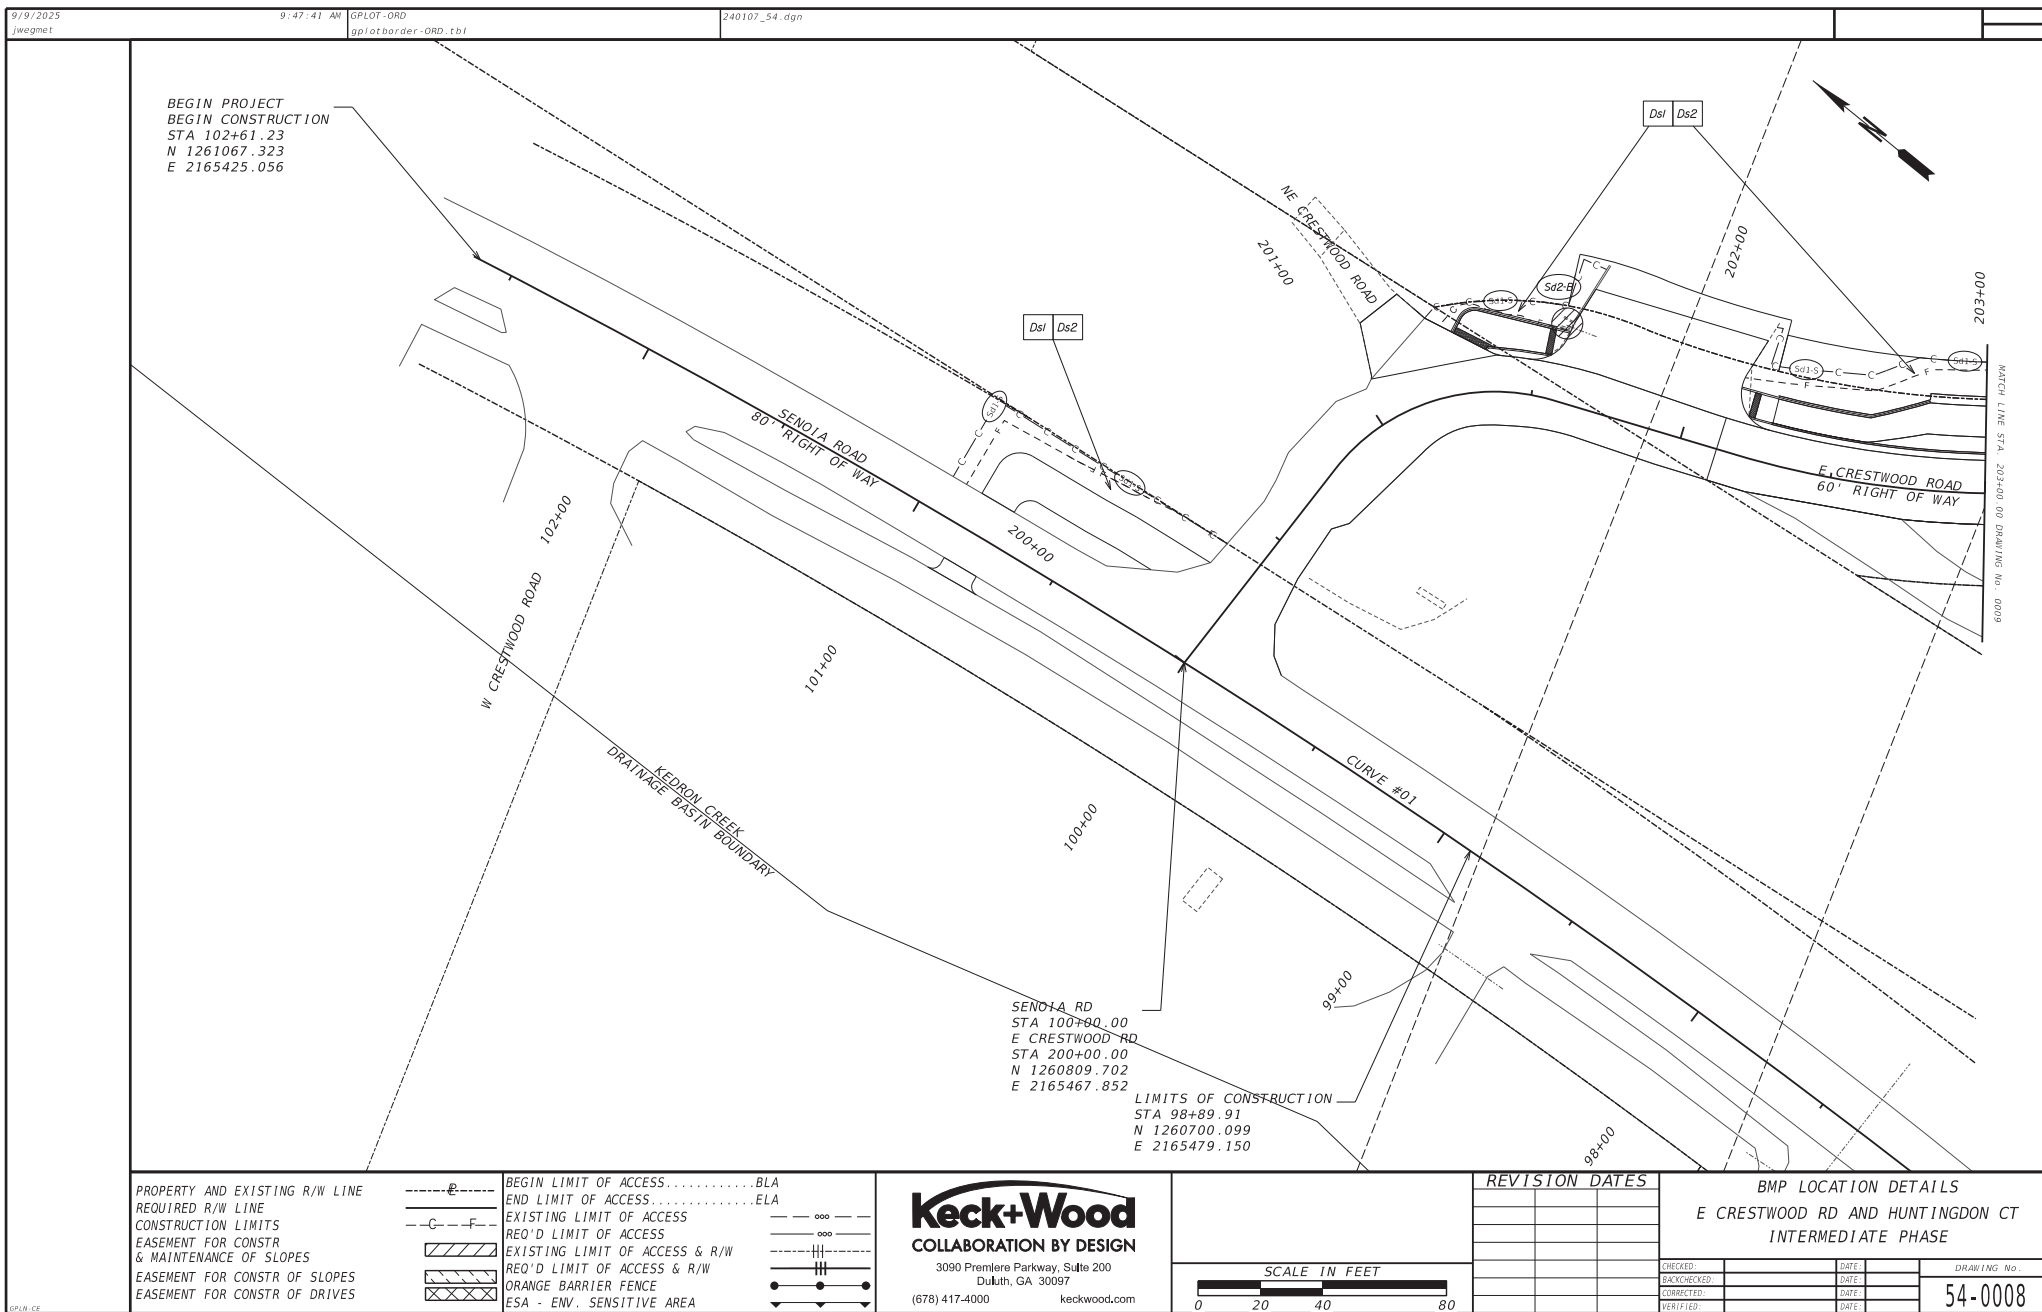 9/9/2025
9:47:41 AM
GPLOT-ORD
240107_54.dgn
jwegmet
gplotborder-ORD.tbl
BEGIN PROJECT
BEGIN CONSTRUCTION
STA 102+61.23
N 1261067.323
E 2165425.056
Ds1 Ds2
N
NE CRESTWOOD ROAD
201+00
202+00
203+00
Sd2-B
Sd1-S
Sd1-S
Sd1-S
MATCH LINE STA. 203+00.00 DRAWING No. 0009
Ds1 Ds2
Sd1-S
Sd1-S
SENOIA ROAD
80' RIGHT OF WAY
E CRESTWOOD ROAD
60' RIGHT OF WAY
102+00
200+00
W CRESTWOOD ROAD
101+00
KEDRON CREEK
DRAINAGE BASIN BOUNDARY
CURVE #01
100+00
99+00
98+00
SENOIA RD
STA 100+00.00
E CRESTWOOD RD
STA 200+00.00
N 1260809.702
E 2165467.852
LIMITS OF CONSTRUCTION
STA 98+89.91
N 1260700.099
E 2165479.150
PROPERTY AND EXISTING R/W LINE
REQUIRED R/W LINE
CONSTRUCTION LIMITS
C F
EASEMENT FOR CONSTR
& MAINTENANCE OF SLOPES
EASEMENT FOR CONSTR OF SLOPES
EASEMENT FOR CONSTR OF DRIVES
BEGIN LIMIT OF ACCESS............BLA
END LIMIT OF ACCESS..............ELA
EXISTING LIMIT OF ACCESS
REQ'D LIMIT OF ACCESS
EXISTING LIMIT OF ACCESS & R/W
REQ'D LIMIT OF ACCESS & R/W
ORANGE BARRIER FENCE
ESA - ENV. SENSITIVE AREA
Keck+Wood
COLLABORATION BY DESIGN
3090 Premiere Parkway, Suite 200
Duluth, GA 30097
(678) 417-4000 keckwood.com
SCALE IN FEET
0 20 40 80
REVISION DATES
BMP LOCATION DETAILS
E CRESTWOOD RD AND HUNTINGDON CT
INTERMEDIATE PHASE
CHECKED: DATE:
BACKCHECKED: DATE:
CORRECTED: DATE:
VERIFIED: DATE:
DRAWING No.
54-0008
GPLN-CE